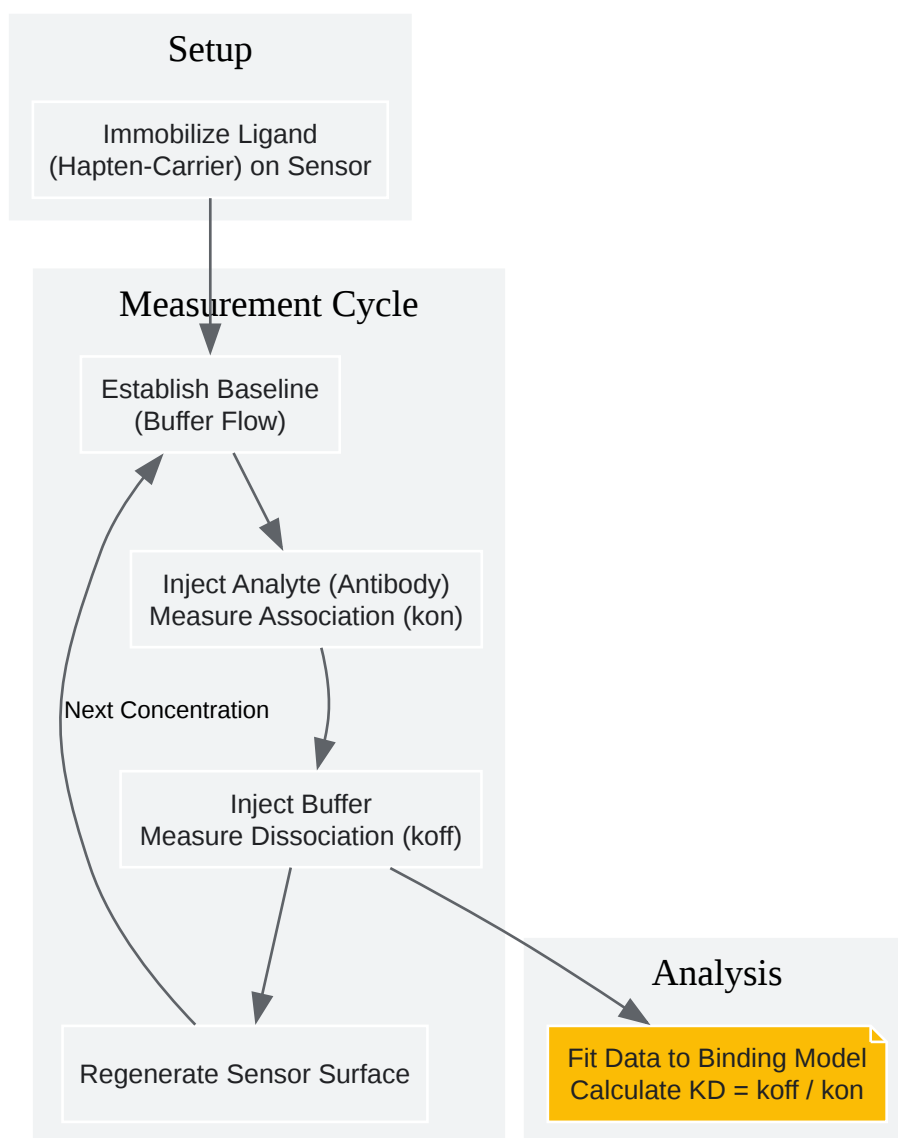 Setup
Immobilize Ligand
(Hapten-Carrier) on Sensor
Measurement Cycle
Establish Baseline
(Buffer Flow)
Inject Analyte (Antibody)
Measure Association (kon)
Next Concentration
Inject Buffer
Measure Dissociation (koff)
Regenerate Sensor Surface
Analysis
Fit Data to Binding Model
Calculate KD = koff / kon